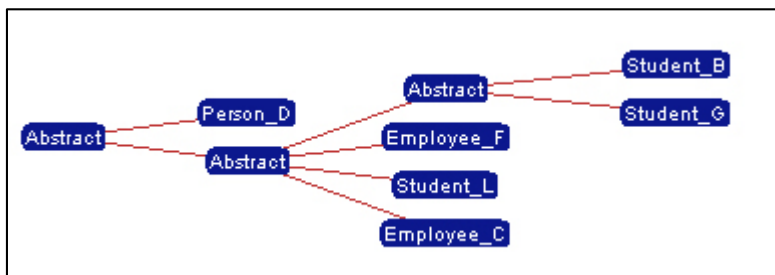 Student_B
Abstract
Person_D
Student_G
Abstract
Employee_F
Abstract
Student_L
Employee_C